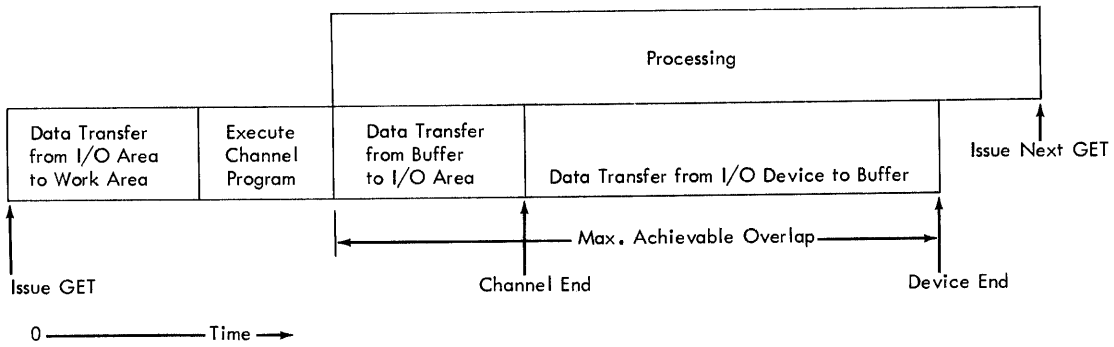 Processing
Data Transfer
from I/O Area
to Work Area
Execute
Channel
Program
Data Transfer
from Buffer
to I/O Area
Data Transfer from I/O Device to Buffer
Issue Next GET
Max. Achievable Overlap
Issue GET
Channel End
Device End
0 Time